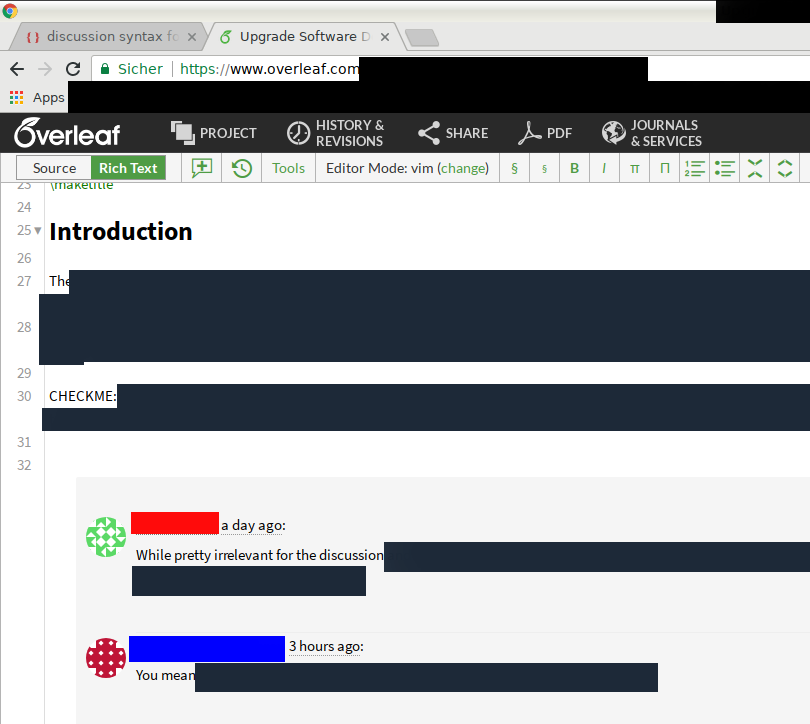 discussion syntax fo
Upgrade Software D
Sicher
https://www.overleaf.com
Apps
Overleaf
PROJECT
HISTORY &
REVISIONS
SHARE
PDF
JOURNALS
& SERVICES
Source
Rich Text
Tools
Editor Mode: vim (change)
§
§
B
I
π
Π
23 \maketitle
24
25 Introduction
26
27 The
28
29
30 CHECKME:
31
32
a day ago:
While pretty irrelevant for the discussion
3 hours ago:
You mean